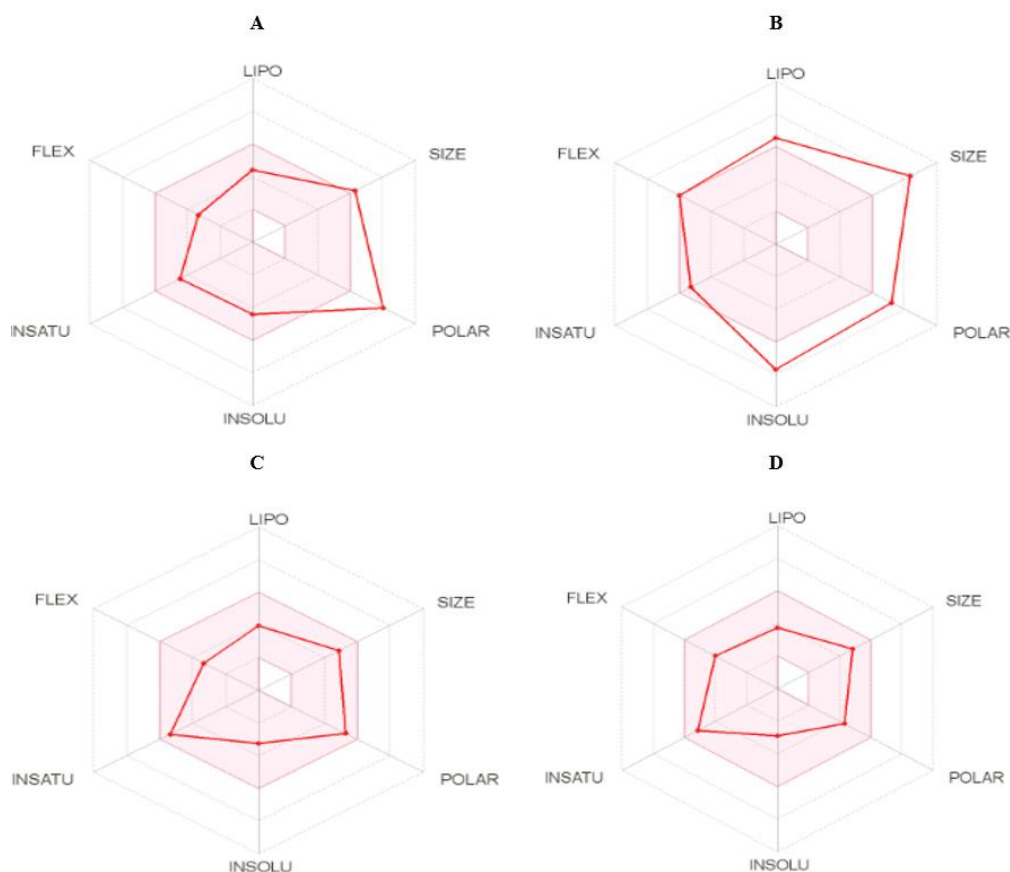 A
LIPO
FLEX
SIZE
INSATU
POLAR
INSOLU
B
LIPO
FLEX
SIZE
INSATU
POLAR
INSOLU
C
LIPO
FLEX
SIZE
INSATU
POLAR
INSOLU
D
LIPO
FLEX
SIZE
INSATU
POLAR
INSOLU